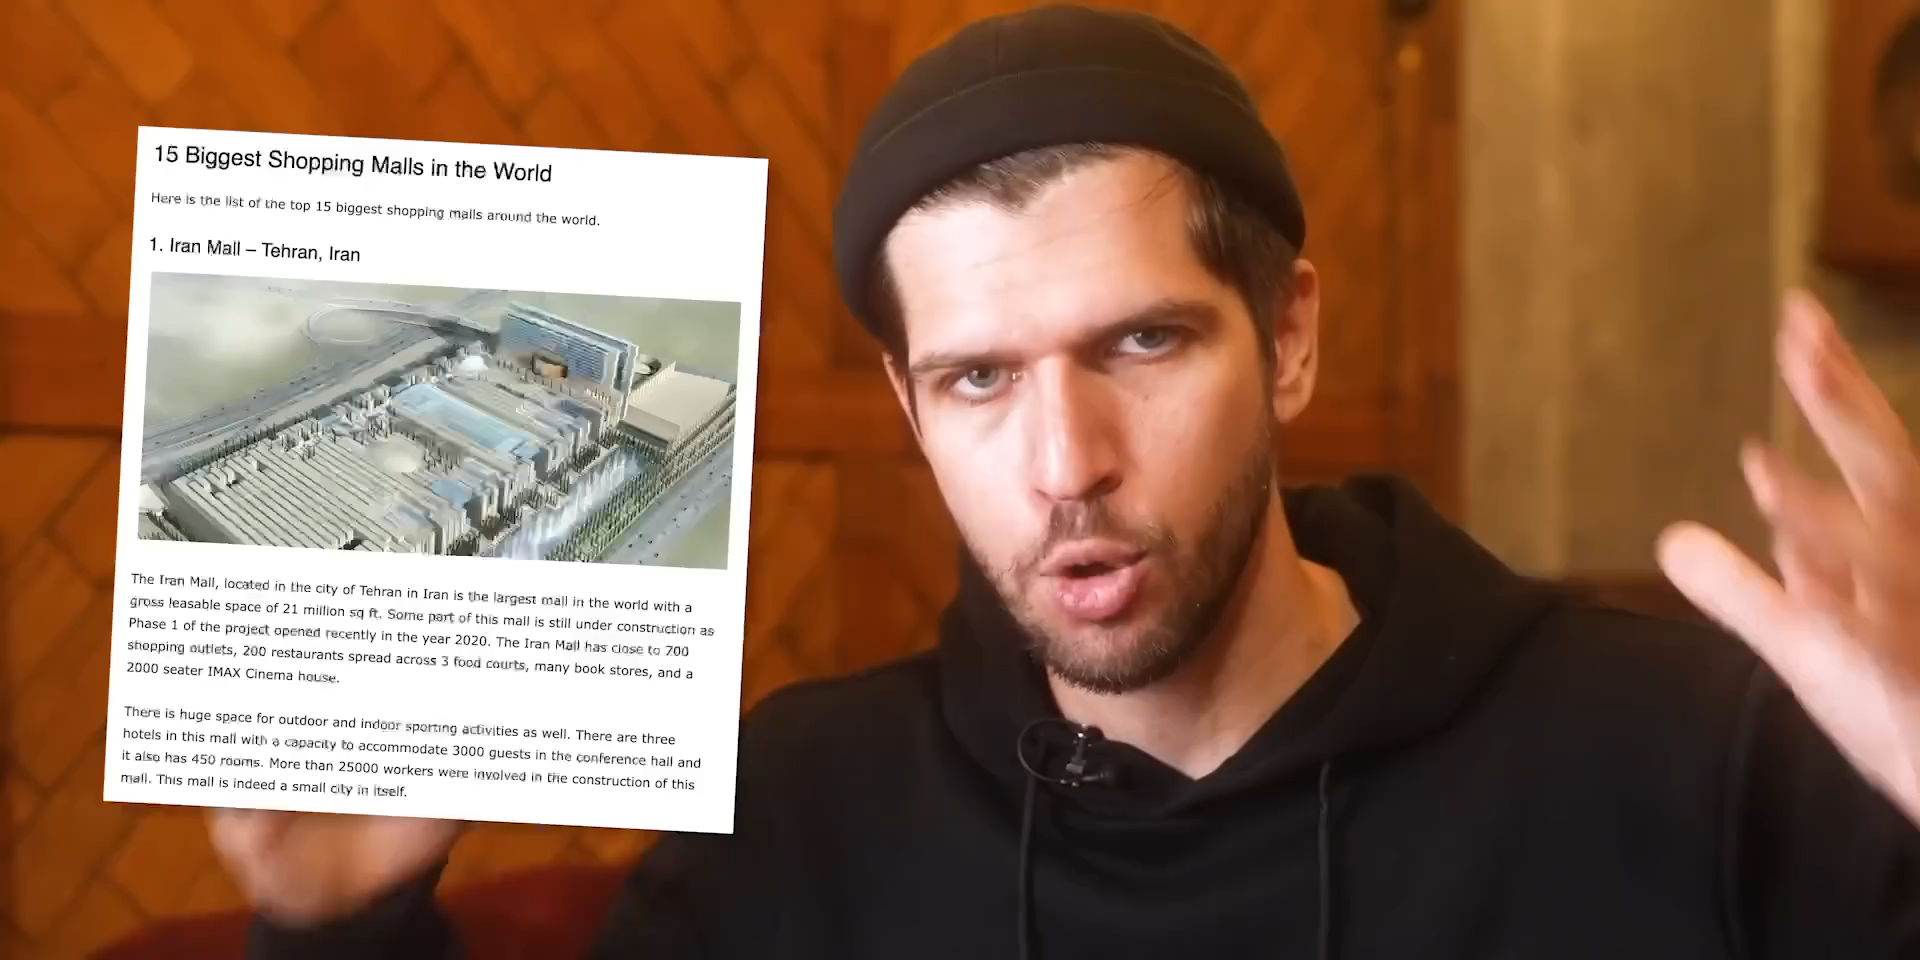 15 Biggest Shopping Malls in the World
Here is the list of the top 15 biggest shopping malls around the world.
1. Iran Mall – Tehran, Iran
The Iran Mall, located in the city of Tehran in Iran is the largest mall in the world with a
gross leasable space of 21 million sq ft. Some part of this mall is still under construction as
Phase 1 of the project opened recently in the year 2020. The Iran Mall has close to 700
shopping outlets, 200 restaurants spread across 3 food courts, many book stores, and a
2000 seater IMAX Cinema house.
There is huge space for outdoor and indoor sporting activities as well. There are three
hotels in this mall with a capacity to accommodate 3000 guests in the conference hall and
it also has 450 rooms. More than 25000 workers were involved in the construction of this
mall. This mall is indeed a small city in itself.